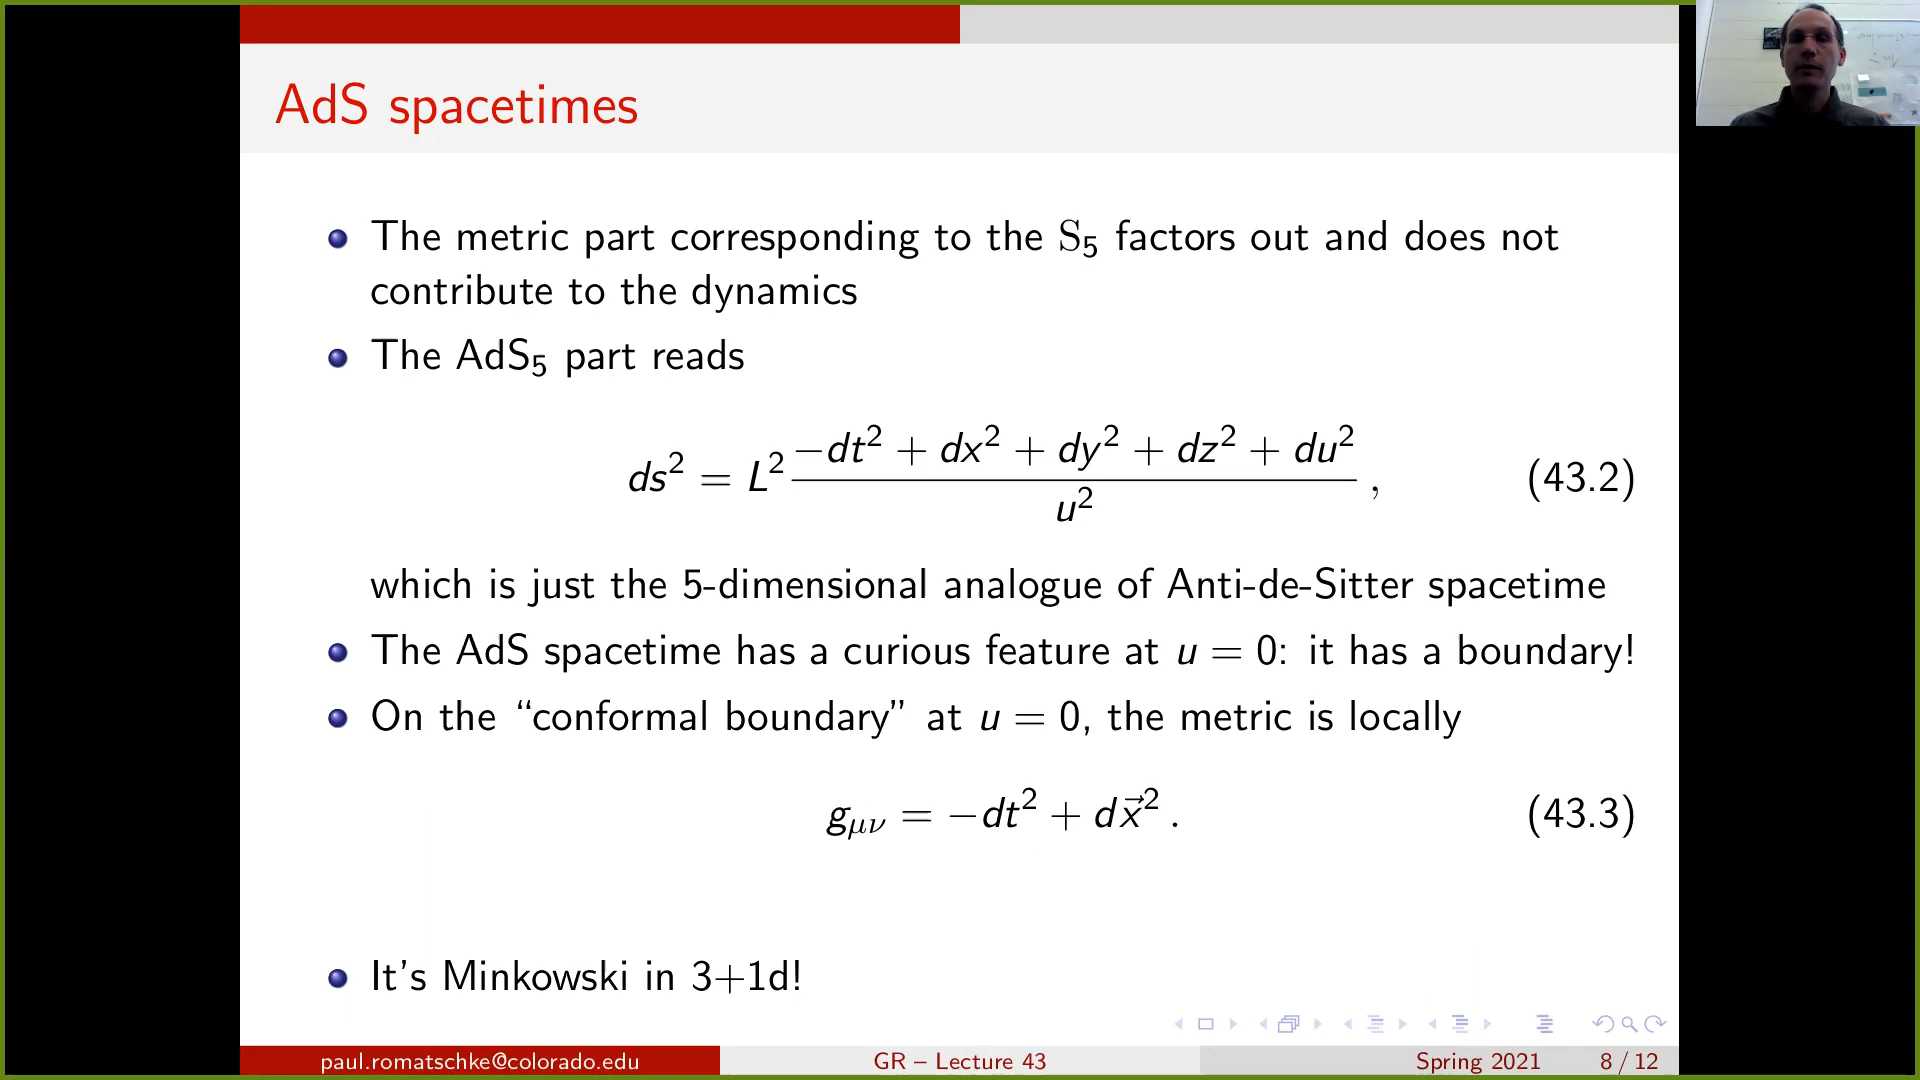 AdS spacetimes
The metric part corresponding to the S₅ factors out and does not
contribute to the dynamics
The AdS₅ part reads
ds² = L² (−dt² + dx² + dy² + dz² + du²) / u² , (43.2)
which is just the 5-dimensional analogue of Anti-de-Sitter spacetime
The AdS spacetime has a curious feature at u = 0: it has a boundary!
On the “conformal boundary” at u = 0, the metric is locally
g_μν = −dt² + dx⃗² . (43.3)
It’s Minkowski in 3+1d!
paul.romatschke@colorado.edu GR – Lecture 43 Spring 2021 8 / 12